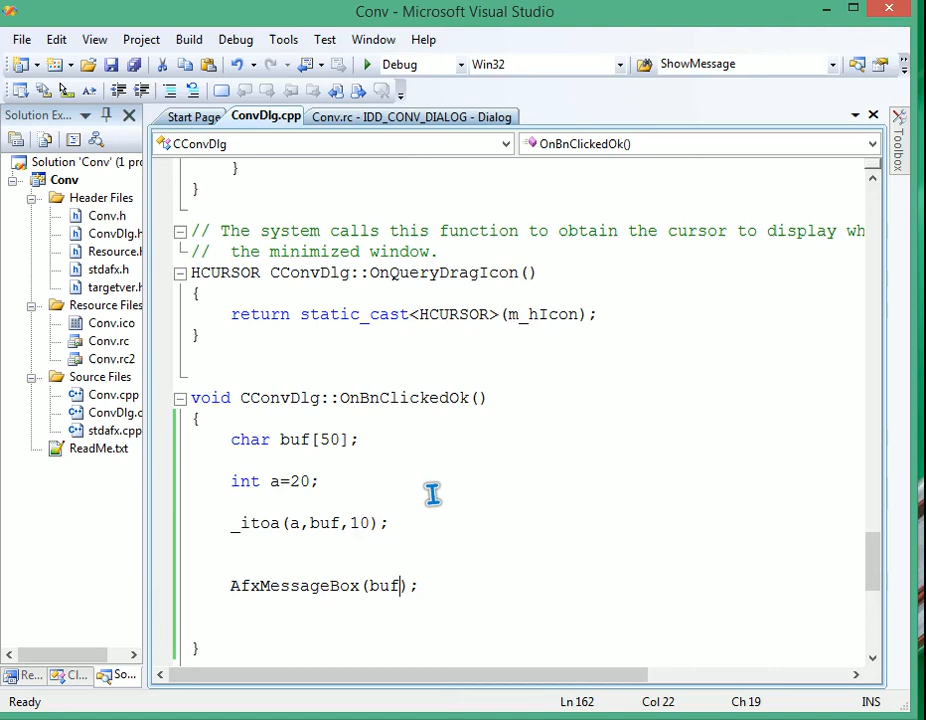 Conv - Microsoft Visual Studio
File Edit View Project Build Debug Tools Test Window Help
Debug Win32 ShowMessage
Solution Ex...
Start Page ConvDlg.cpp Conv.rc - IDD_CONV_DIALOG - Dialog
CConvDlg OnBnClickedOk()
Toolbox
Solution 'Conv' (1 pro
Conv
Header Files
Conv.h
ConvDlg.h
Resource.h
stdafx.h
targetver.h
Resource Files
Conv.ico
Conv.rc
Conv.rc2
Source Files
Conv.cpp
ConvDlg.c
stdafx.cpp
ReadMe.txt
}
}
// The system calls this function to obtain the cursor to display wh
//  the minimized window.
HCURSOR CConvDlg::OnQueryDragIcon()
{
return static_cast<HCURSOR>(m_hIcon);
}
void CConvDlg::OnBnClickedOk()
{
char buf[50];
int a=20;
_itoa(a,buf,10);
AfxMessageBox(buf);
}
Re... Cl... So...
Ready Ln 162 Col 22 Ch 19 INS